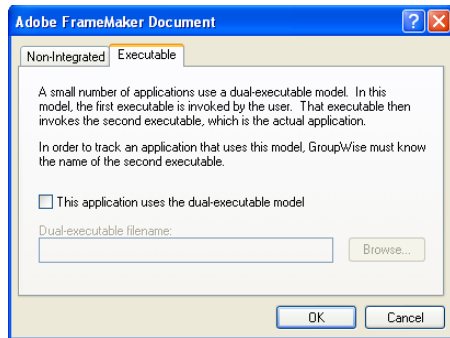 Adobe FrameMaker Document
Non-Integrated Executable
A small number of applications use a dual-executable model. In this
model, the first executable is invoked by the user. That executable then
invokes the second executable, which is the actual application.
In order to track an application that uses this model, GroupWise must know
the name of the second executable.
This application uses the dual-executable model
Dual-executable filename:
Browse...
OK Cancel